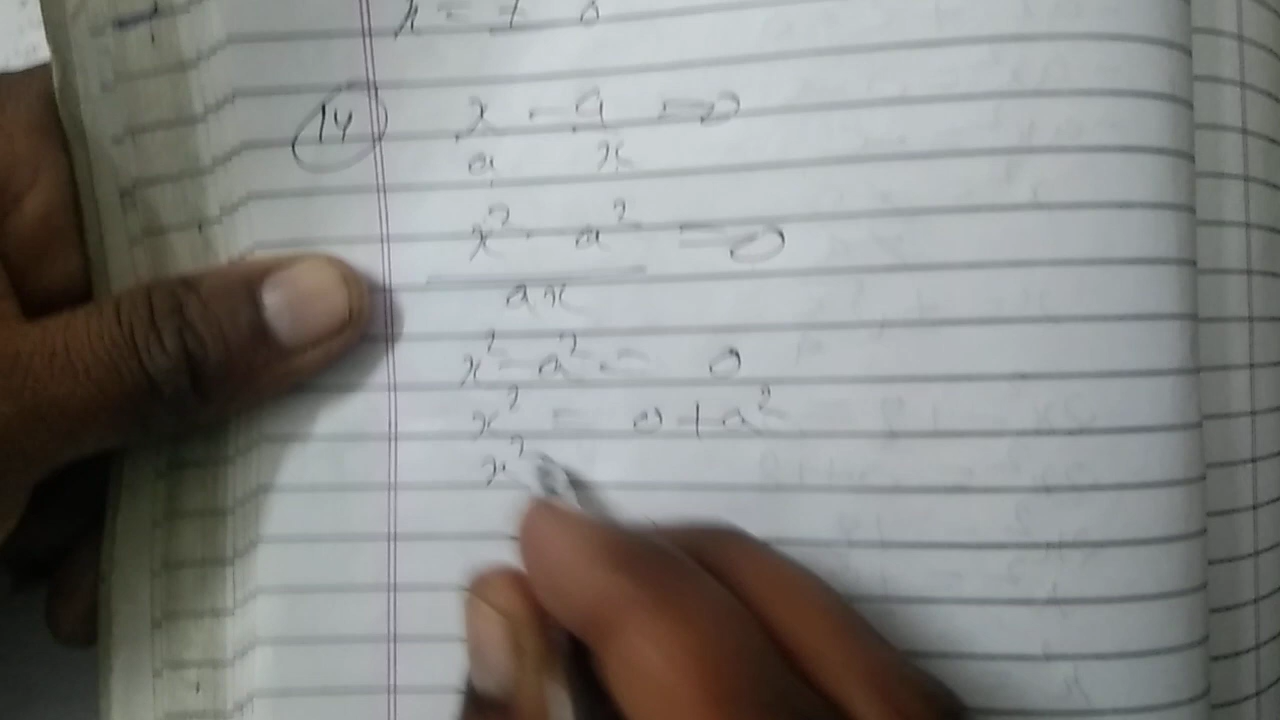 x = ± a
14 x - a = 0
a x
x² - a² = 0
ax
x² - a² = 0
x² = 0 + a²
x²